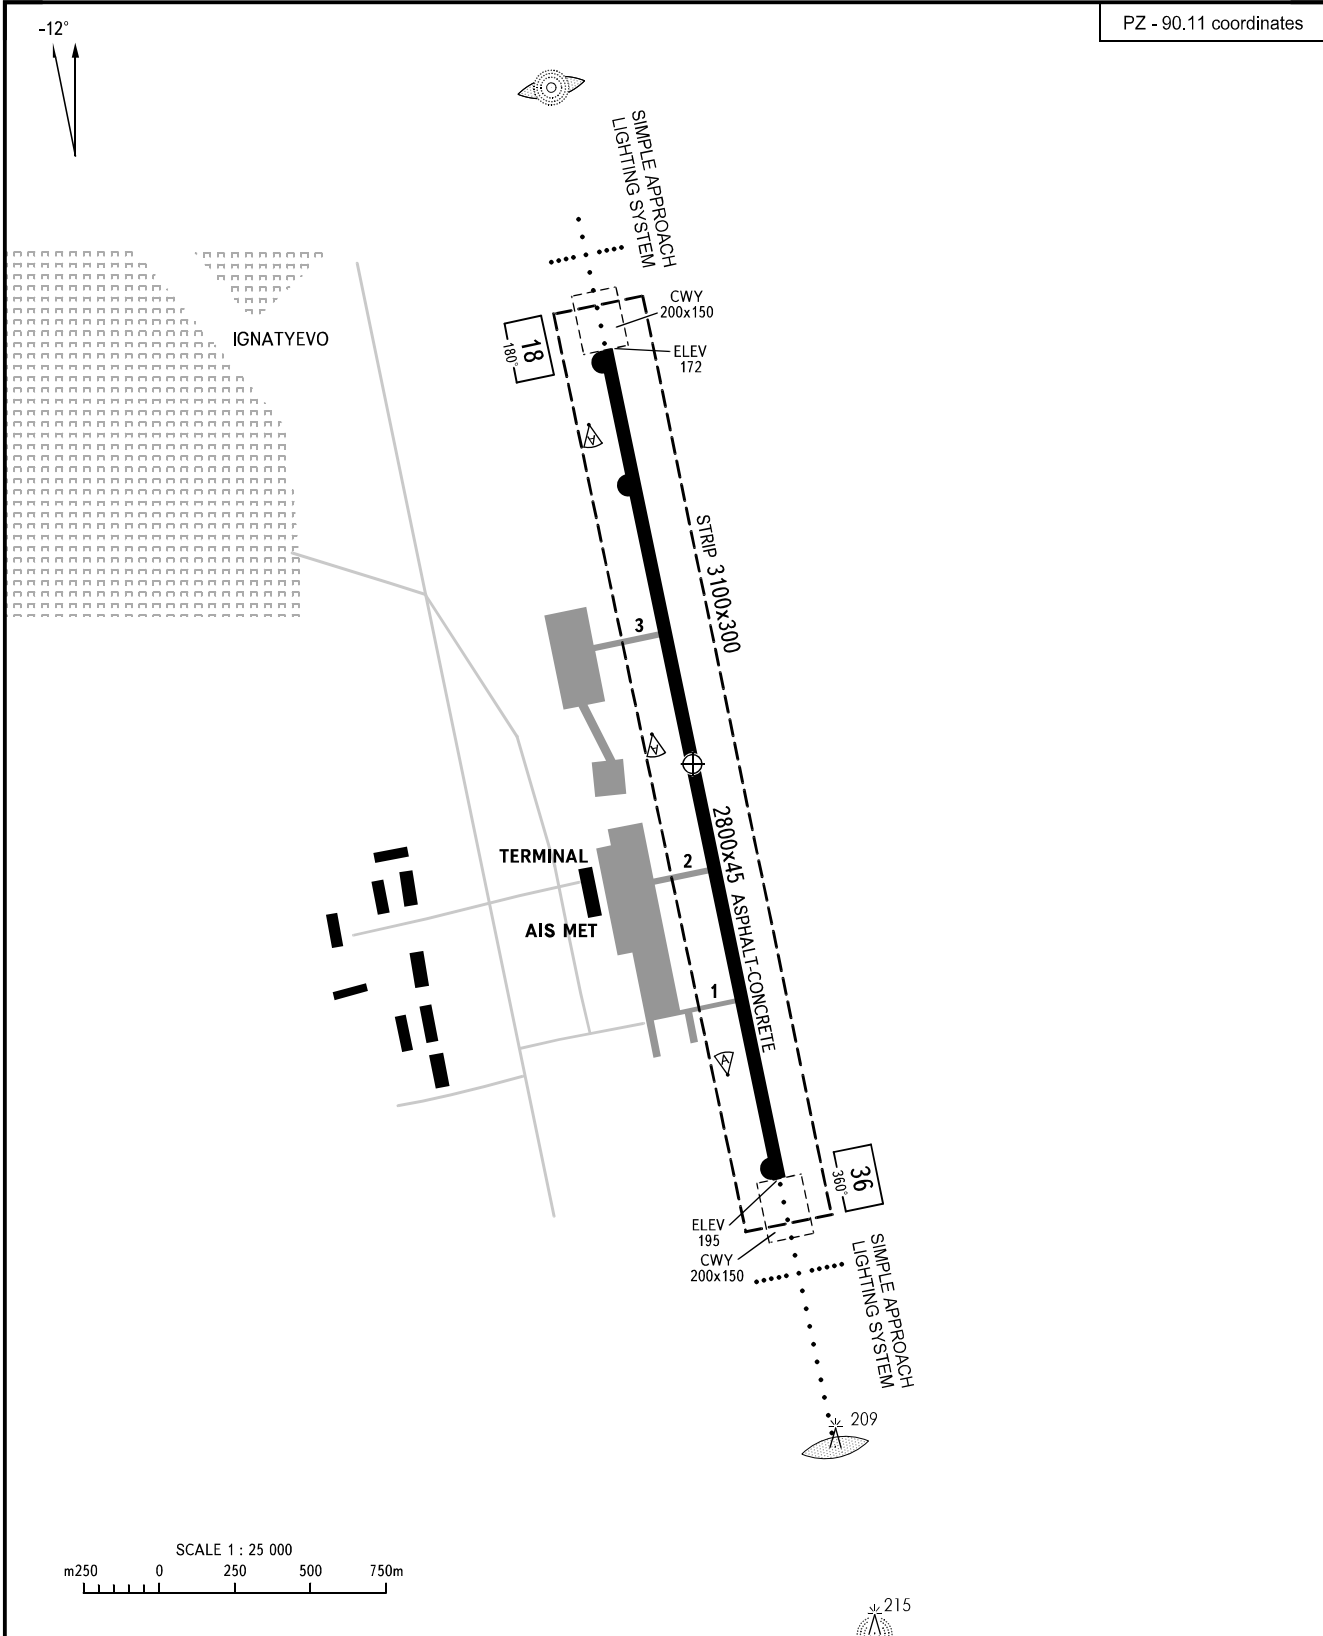 -12°
PZ - 90.11 coordinates
SIMPLE APPROACH
LIGHTING SYSTEM
CWY
200x150
18
180°
ELEV
172
IGNATYEVO
A
STRIP 3100x300
3
A
2800x45 ASPHALT-CONCRETE
TERMINAL
2
AIS MET
1
A
36
360°
ELEV
195
CWY
200x150
SIMPLE APPROACH
LIGHTING SYSTEM
209
SCALE 1 : 25 000
m250 0 250 500 750m
215